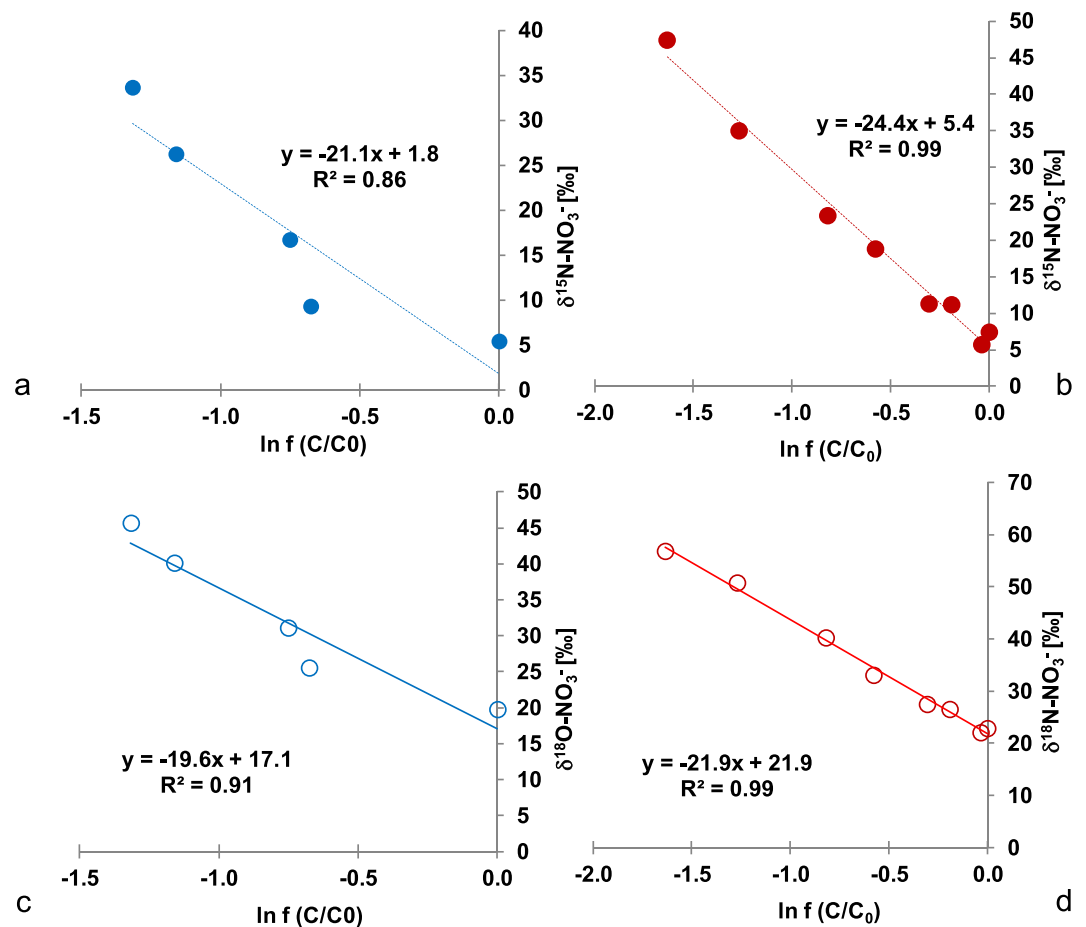 40
35
30
25
20
15
10
5
0
δ¹⁵N-NO₃⁻ [‰]
y = -21.1x + 1.8
R² = 0.86
-1.5 -1.0 -0.5 0.0
ln f (C/C0)
a
50
45
40
35
30
25
20
15
10
5
0
δ¹⁵N-NO₃⁻ [‰]
y = -24.4x + 5.4
R² = 0.99
-2.0 -1.5 -1.0 -0.5 0.0
ln f (C/C₀)
b
50
45
40
35
30
25
20
15
10
5
0
δ¹⁸O-NO₃⁻ [‰]
y = -19.6x + 17.1
R² = 0.91
-1.5 -1.0 -0.5 0.0
ln f (C/C0)
c
70
60
50
40
30
20
10
0
δ¹⁸N-NO₃⁻ [‰]
y = -21.9x + 21.9
R² = 0.99
-2.0 -1.5 -1.0 -0.5 0.0
ln f (C/C₀)
d